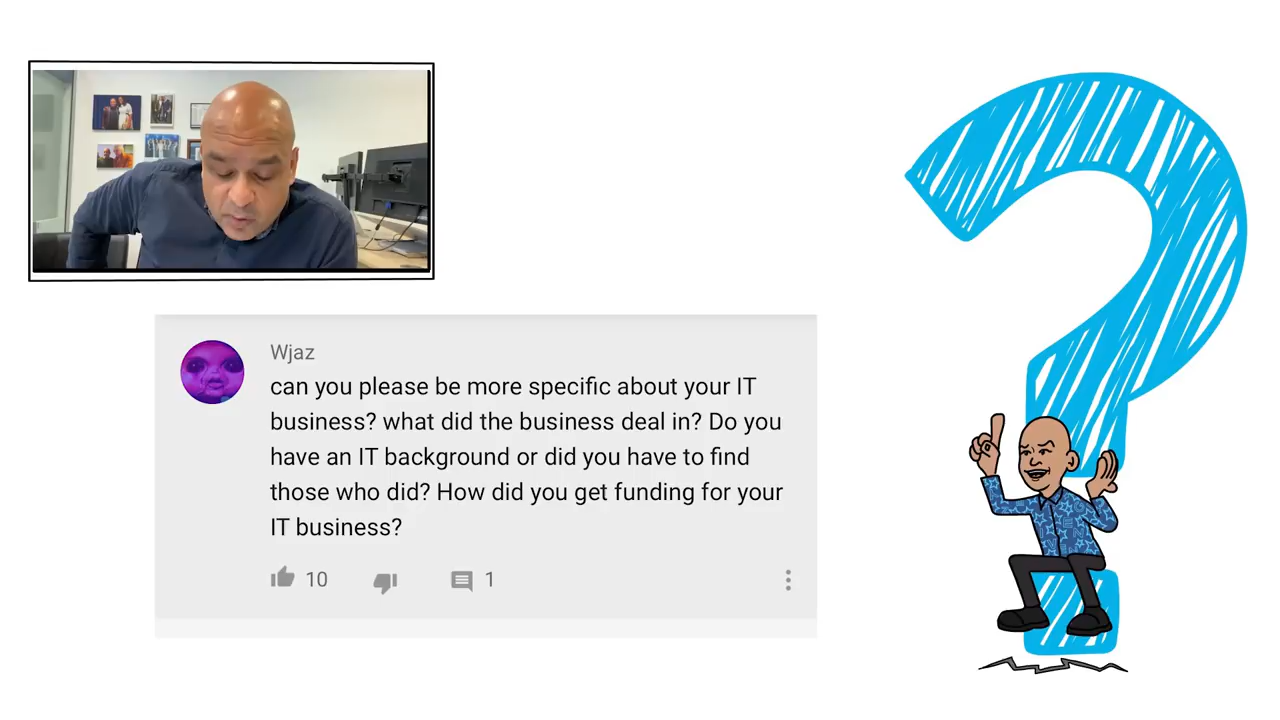 Wjaz
can you please be more specific about your IT
business? what did the business deal in? Do you
have an IT background or did you have to find
those who did? How did you get funding for your
IT business?
10
1